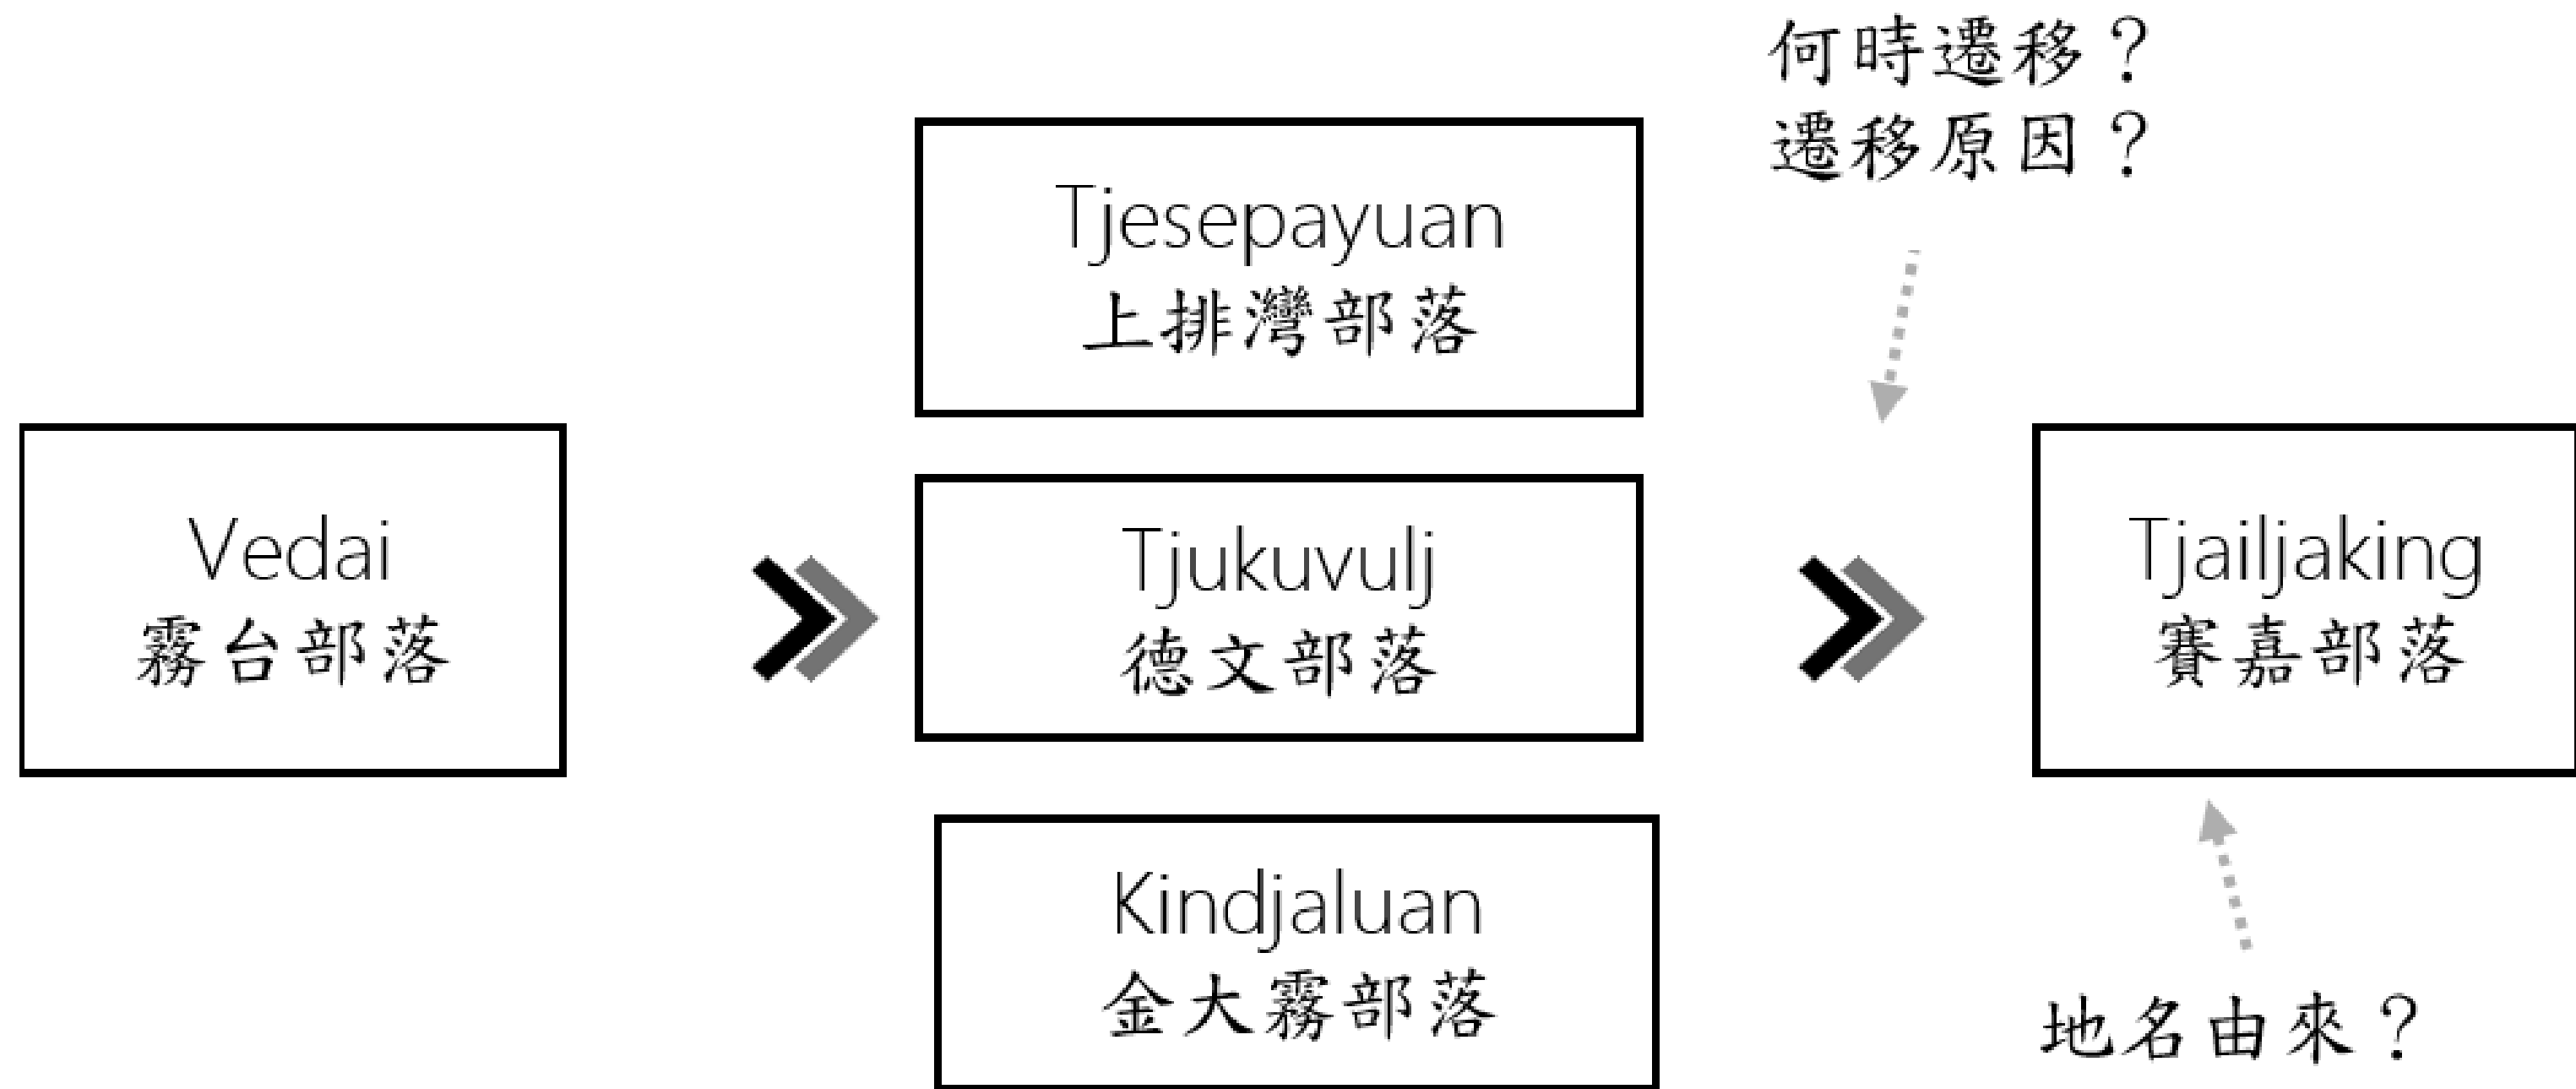 何時遷移？
遷移原因？
Tjesepayuan
上排灣部落
Vedai
霧台部落
Tjukuvulj
德文部落
Tjailjaking
賽嘉部落
Kindjaluan
金大霧部落
地名由來？